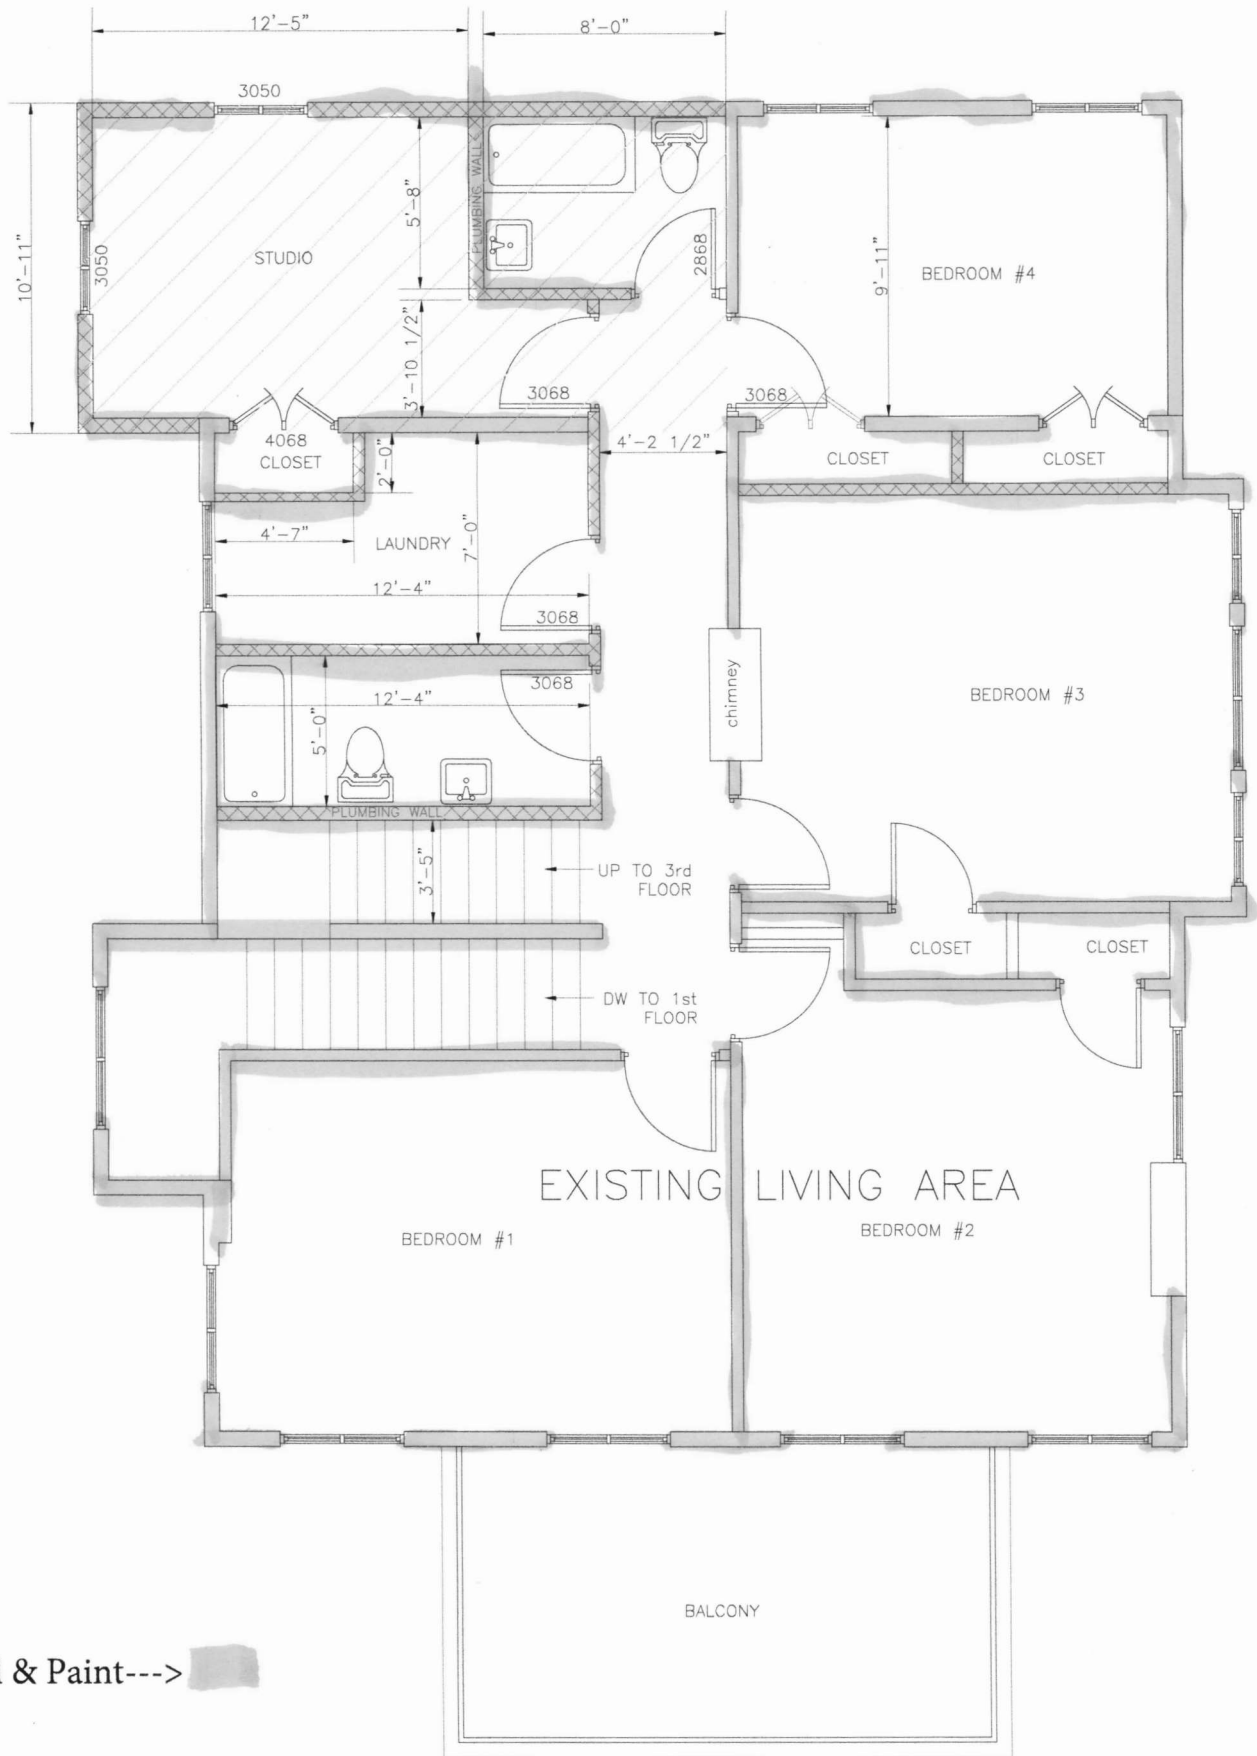 12'-5"
8'-0"
3050
10'-11"
3050
STUDIO
5'-8"
PLUMBING WALL
2868
9'-11"
BEDROOM #4
3'-10 1/2"
3068
3068
4068
CLOSET
2'-0"
4'-2 1/2"
CLOSET
CLOSET
4'-7"
LAUNDRY
7'-0"
12'-4"
3068
3068
12'-4"
5'-0"
chimney
BEDROOM #3
PLUMBING WALL
3'-5"
UP TO 3rd
FLOOR
CLOSET
CLOSET
DW TO 1st
FLOOR
EXISTING LIVING AREA
BEDROOM #1
BEDROOM #2
BALCONY
& Paint--->